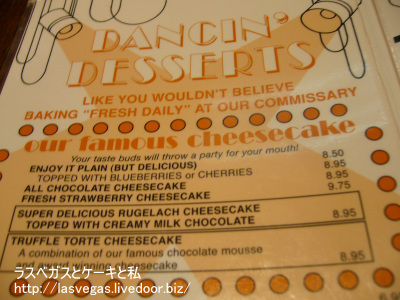 DANCIN'
DESSERTS
LIKE YOU WOULDN'T BELIEVE
BAKING "FRESH DAILY" AT OUR COMMISSARY
our famous cheesecake
Your taste buds will throw a party for your mouth!
ENJOY IT PLAIN (BUT DELICIOUS) 8.50
TOPPED WITH BLUEBERRIES or CHERRIES 8.95
ALL CHOCOLATE CHEESECAKE 8.95
FRESH STRAWBERRY CHEESECAKE 9.75
SUPER DELICIOUS RUGELACH CHEESECAKE
TOPPED WITH CREAMY MILK CHOCOLATE 8.95
TRUFFLE TORTE CHEESECAKE
A combination of our famous chocolate mousse
and award winning cheesecake 8.95
ラスベガスとケーキと私
http://lasvegas.livedoor.biz/